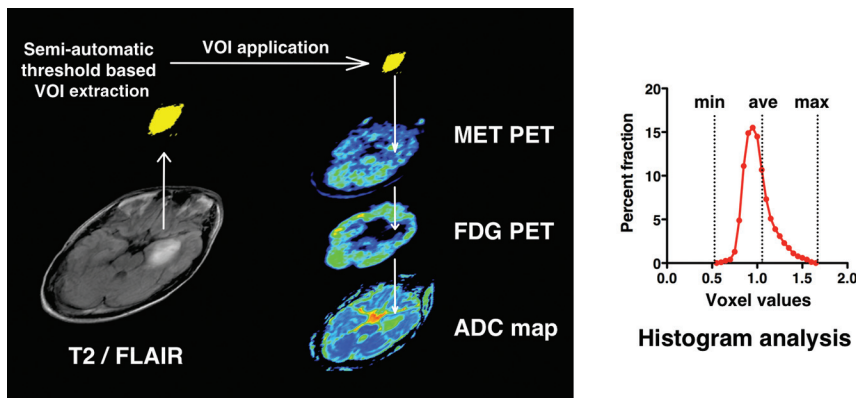 Semi-automatic
threshold based
VOI extraction
VOI application
MET PET
FDG PET
ADC map
T2 / FLAIR
min ave max
Percent fraction
20
15
10
5
0
0.0 0.5 1.0 1.5 2.0
Voxel values
Histogram analysis